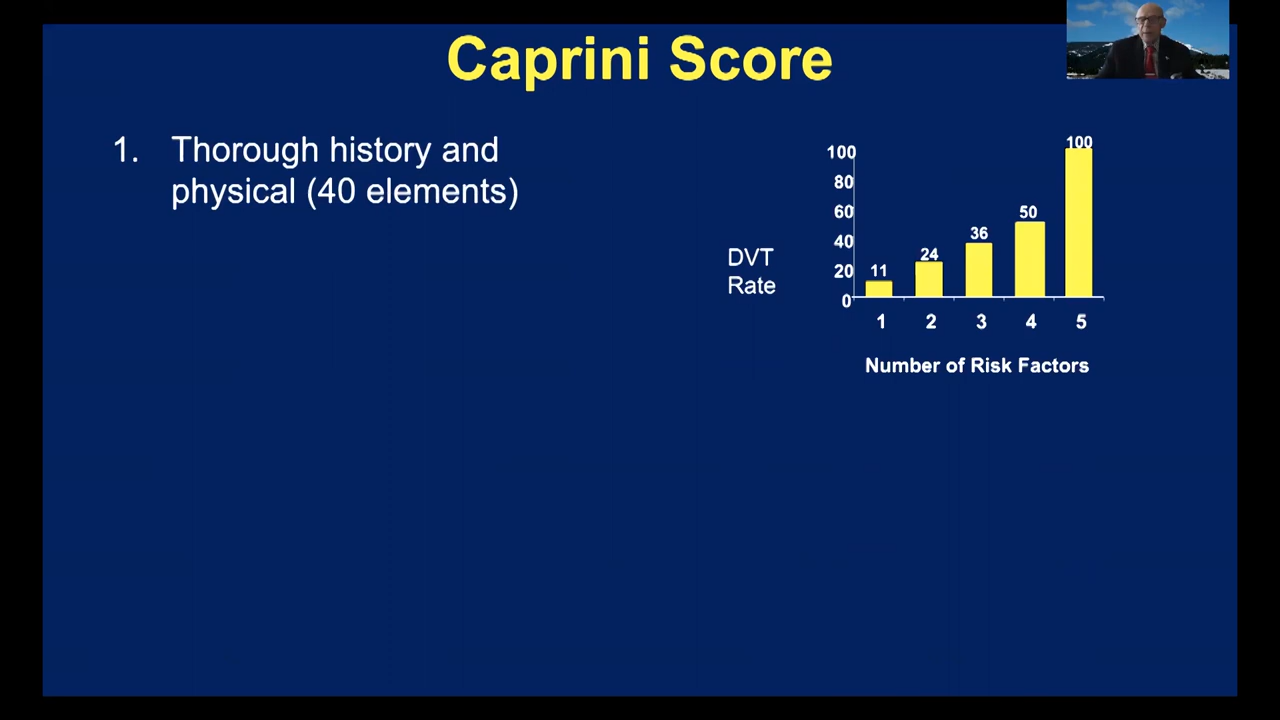 Caprini Score
1. Thorough history and
physical (40 elements)
DVT
Rate
100
80
60
40
20
0
11
24
36
50
100
1 2 3 4 5
Number of Risk Factors